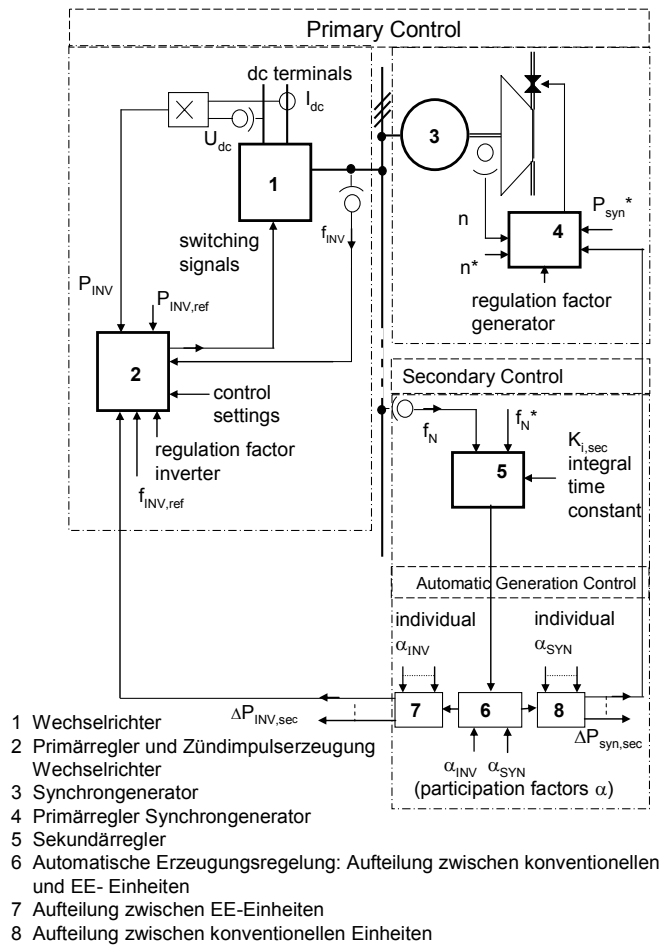 Primary Control
dc terminals
I_dc
U_dc
1
3
4
n
n*
P_syn*
regulation factor
generator
f_INV
switching
signals
P_INV
P_INV,ref
2
control
settings
regulation factor
inverter
f_INV,ref
Secondary Control
f_N
f_N*
5
K_i,sec
integral
time
constant
Automatic Generation Control
individual
α_INV
individual
α_SYN
7
6
8
ΔP_INV,sec
ΔP_syn,sec
α_INV α_SYN
(participation factors α)
1 Wechselrichter
2 Primärregler und Zündimpulserzeugung
Wechselrichter
3 Synchrongenerator
4 Primärregler Synchrongenerator
5 Sekundärregler
6 Automatische Erzeugungsregelung: Aufteilung zwischen konventionellen
und EE- Einheiten
7 Aufteilung zwischen EE-Einheiten
8 Aufteilung zwischen konventionellen Einheiten